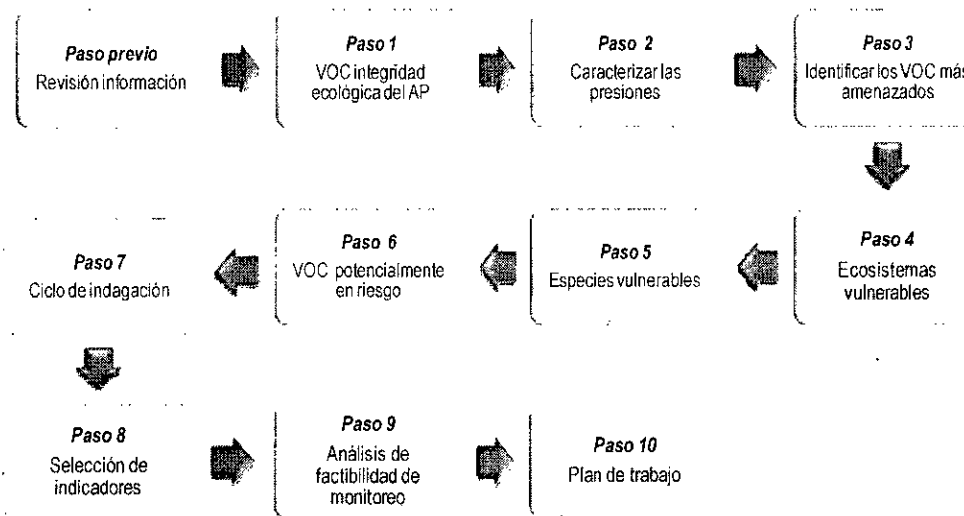 Paso previo
Revisión información
Paso 1
VOC integridad
ecológica del AP
Paso 2
Caracterizar las
presiones
Paso 3
Identificar los VOC más
amenazados
Paso 4
Ecosistemas
vulnerables
Paso 5
Especies vulnerables
Paso 6
VOC potencialmente
en riesgo
Paso 7
Ciclo de indagación
Paso 8
Selección de
indicadores
Paso 9
Análisis de
factibilidad de
monitoreo
Paso 10
Plan de trabajo